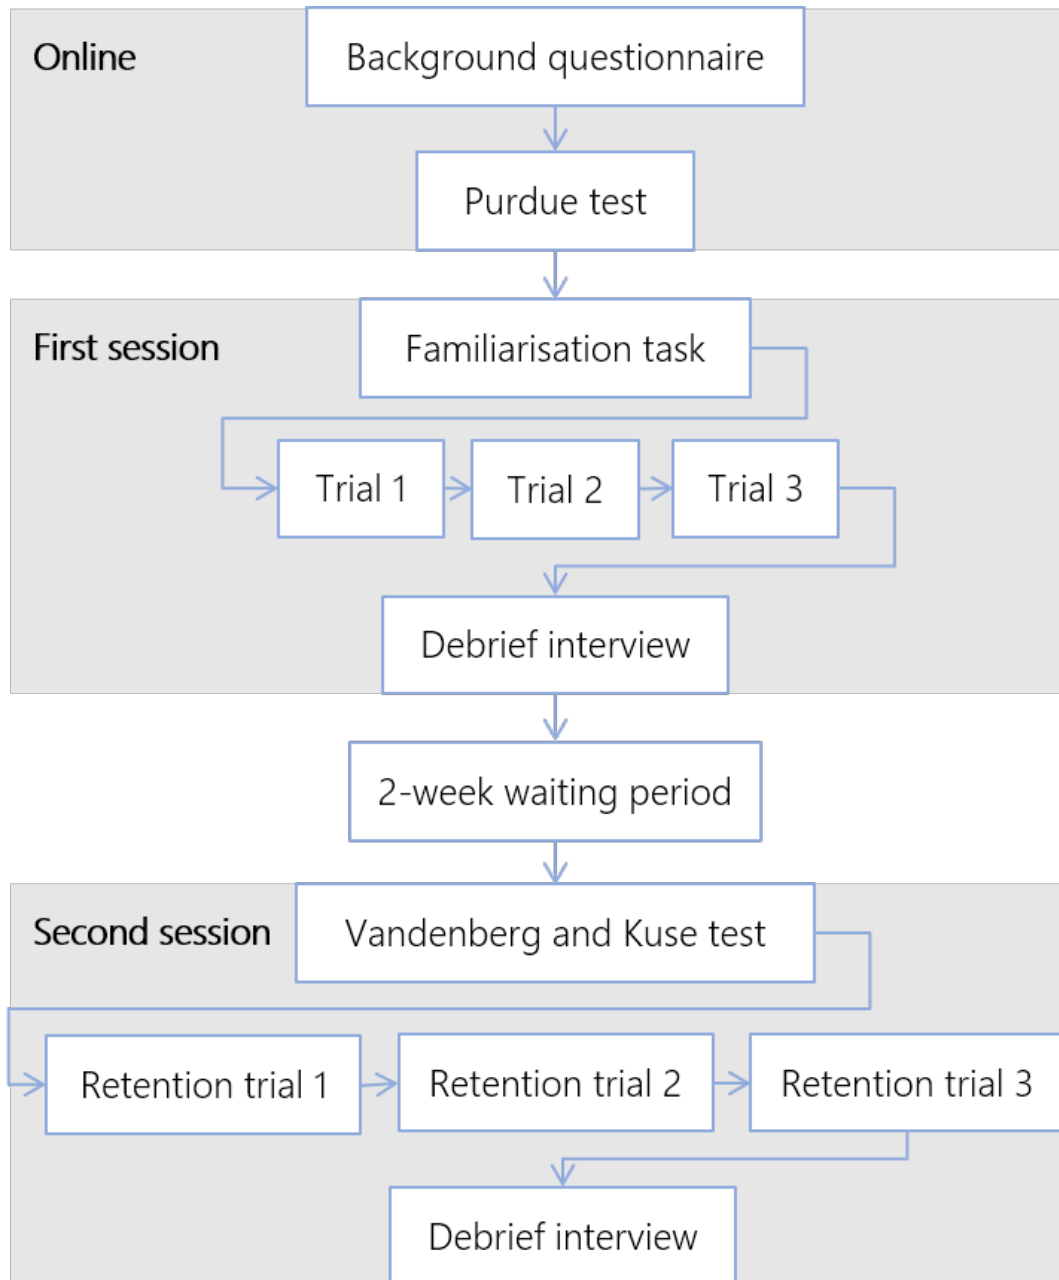 Online
Background questionnaire
Purdue test
First session
Familiarisation task
Trial 1
Trial 2
Trial 3
Debrief interview
2-week waiting period
Second session
Vandenberg and Kuse test
Retention trial 1
Retention trial 2
Retention trial 3
Debrief interview